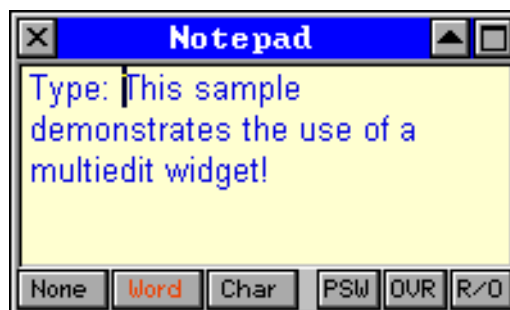 Notepad
Type: This sample
demonstrates the use of a
multiedit widget!
None Word Char PSW OVR R/O